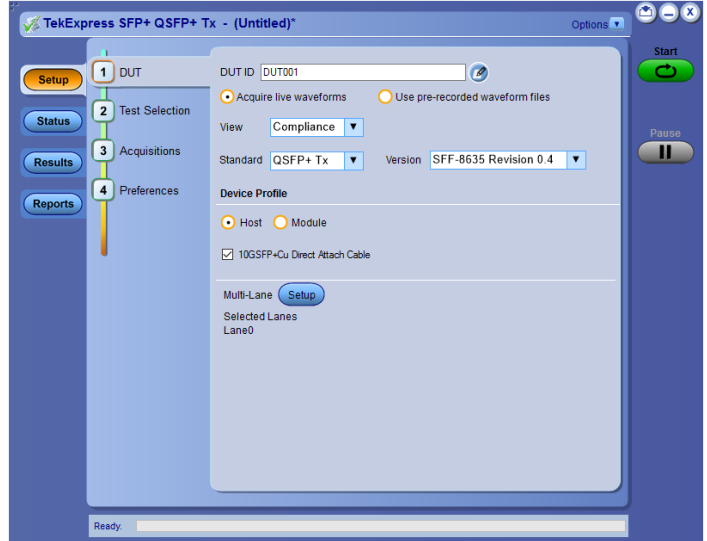 TekExpress SFP+ QSFP+ Tx - (Untitled)*
Options
Start
Setup
Status
Results
Reports
Pause
1 DUT
2 Test Selection
3 Acquisitions
4 Preferences
DUT ID DUT001
Acquire live waveforms Use pre-recorded waveform files
View Compliance
Standard QSFP+ Tx Version SFF-8635 Revision 0.4
Device Profile
Host Module
10GSFP+Cu Direct Attach Cable
Multi-Lane Setup
Selected Lanes
Lane0
Ready.